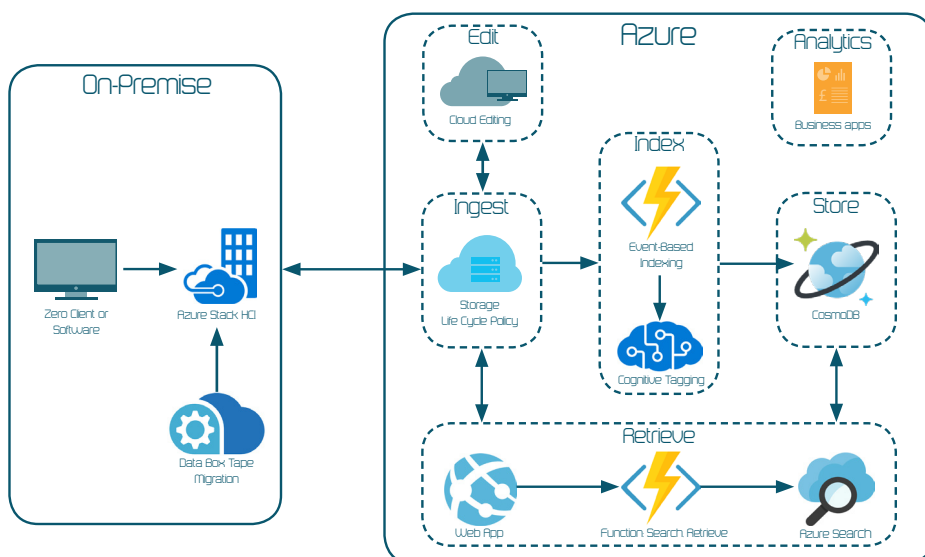 On-Premise
Zero Client or
Software
Azure Stack HCI
Data Box Tape
Migration
Azure
Edit
Cloud Editing
Analytics
£
Business apps
Ingest
Storage
Life Cycle Policy
Index
Event-Based
Indexing
Cognitive Tagging
Store
CosmoDB
Retrieve
Web App
Function Search Retrieve
Azure Search